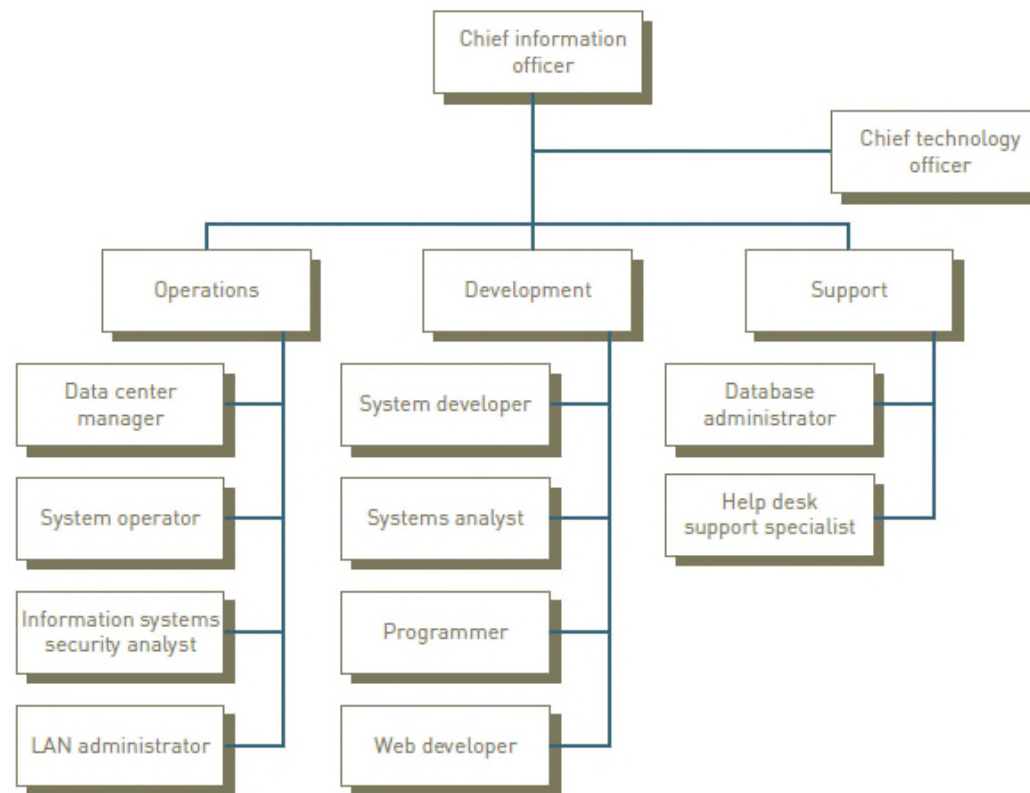 Chief information
officer
Chief technology
officer
Operations
Development
Support
Data center
manager
System operator
Information systems
security analyst
LAN administrator
System developer
Systems analyst
Programmer
Web developer
Database
administrator
Help desk
support specialist